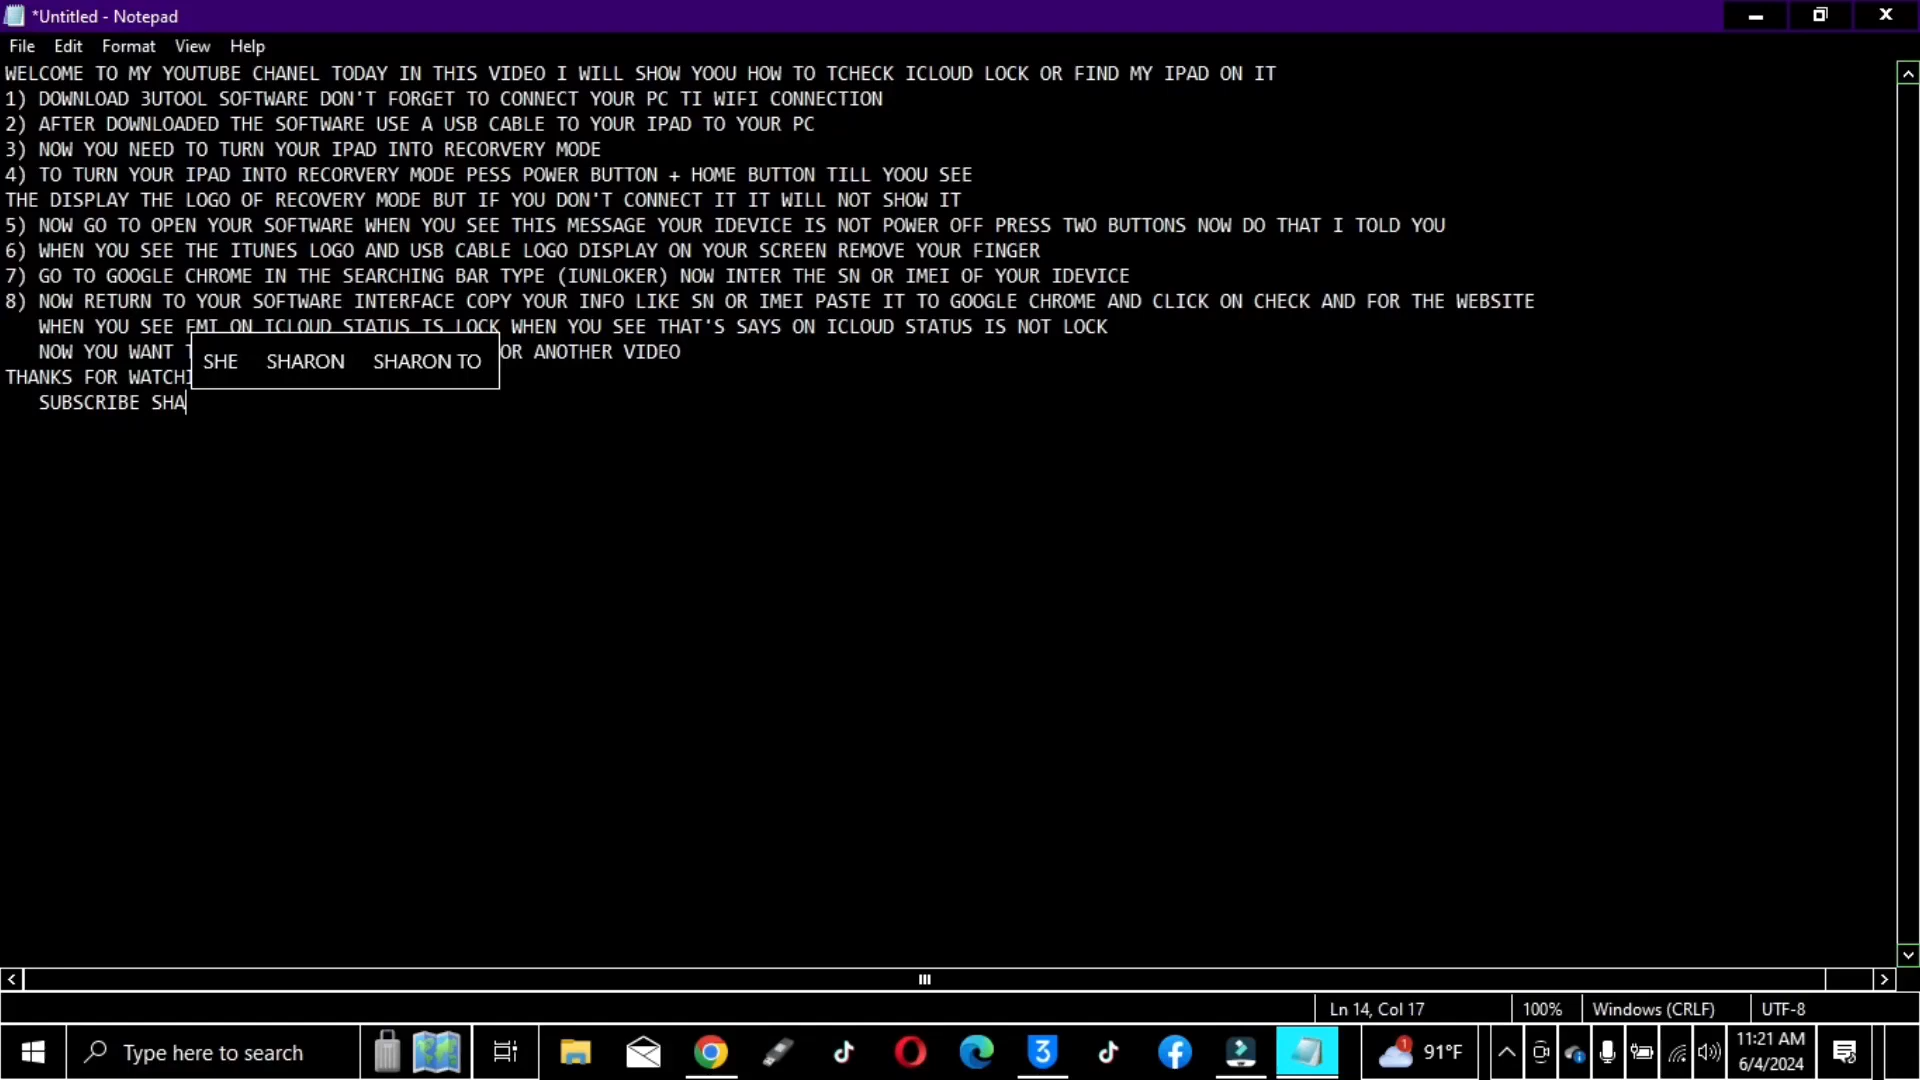 *Untitled - Notepad
File Edit Format View Help
WELCOME TO MY YOUTUBE CHANEL TODAY IN THIS VIDEO I WILL SHOW YOOU HOW TO TCHECK ICLOUD LOCK OR FIND MY IPAD ON IT
1) DOWNLOAD 3UTOOL SOFTWARE DON'T FORGET TO CONNECT YOUR PC TI WIFI CONNECTION
2) AFTER DOWNLOADED THE SOFTWARE USE A USB CABLE TO YOUR IPAD TO YOUR PC
3) NOW YOU NEED TO TURN YOUR IPAD INTO RECORVERY MODE
4) TO TURN YOUR IPAD INTO RECORVERY MODE PESS POWER BUTTON + HOME BUTTON TILL YOOU SEE
THE DISPLAY THE LOGO OF RECOVERY MODE BUT IF YOU DON'T CONNECT IT IT WILL NOT SHOW IT
5) NOW GO TO OPEN YOUR SOFTWARE WHEN YOU SEE THIS MESSAGE YOUR IDEVICE IS NOT POWER OFF PRESS TWO BUTTONS NOW DO THAT I TOLD YOU
6) WHEN YOU SEE THE ITUNES LOGO AND USB CABLE LOGO DISPLAY ON YOUR SCREEN REMOVE YOUR FINGER
7) GO TO GOOGLE CHROME IN THE SEARCHING BAR TYPE (IUNLOKER) NOW INTER THE SN OR IMEI OF YOUR IDEVICE
8) NOW RETURN TO YOUR SOFTWARE INTERFACE COPY YOUR INFO LIKE SN OR IMEI PASTE IT TO GOOGLE CHROME AND CLICK ON CHECK AND FOR THE WEBSITE
WHEN YOU SEE FMI ON ICLOUD STATUS IS LOCK WHEN YOU SEE THAT'S SAYS ON ICLOUD STATUS IS NOT LOCK
NOW YOU WANT OR ANOTHER VIDEO
SHE SHARON SHARON TO
THANKS FOR WATCHI
SUBSCRIBE SHA
Ln 14, Col 17 100% Windows (CRLF) UTF-8
Type here to search
91°F
11:21 AM
6/4/2024